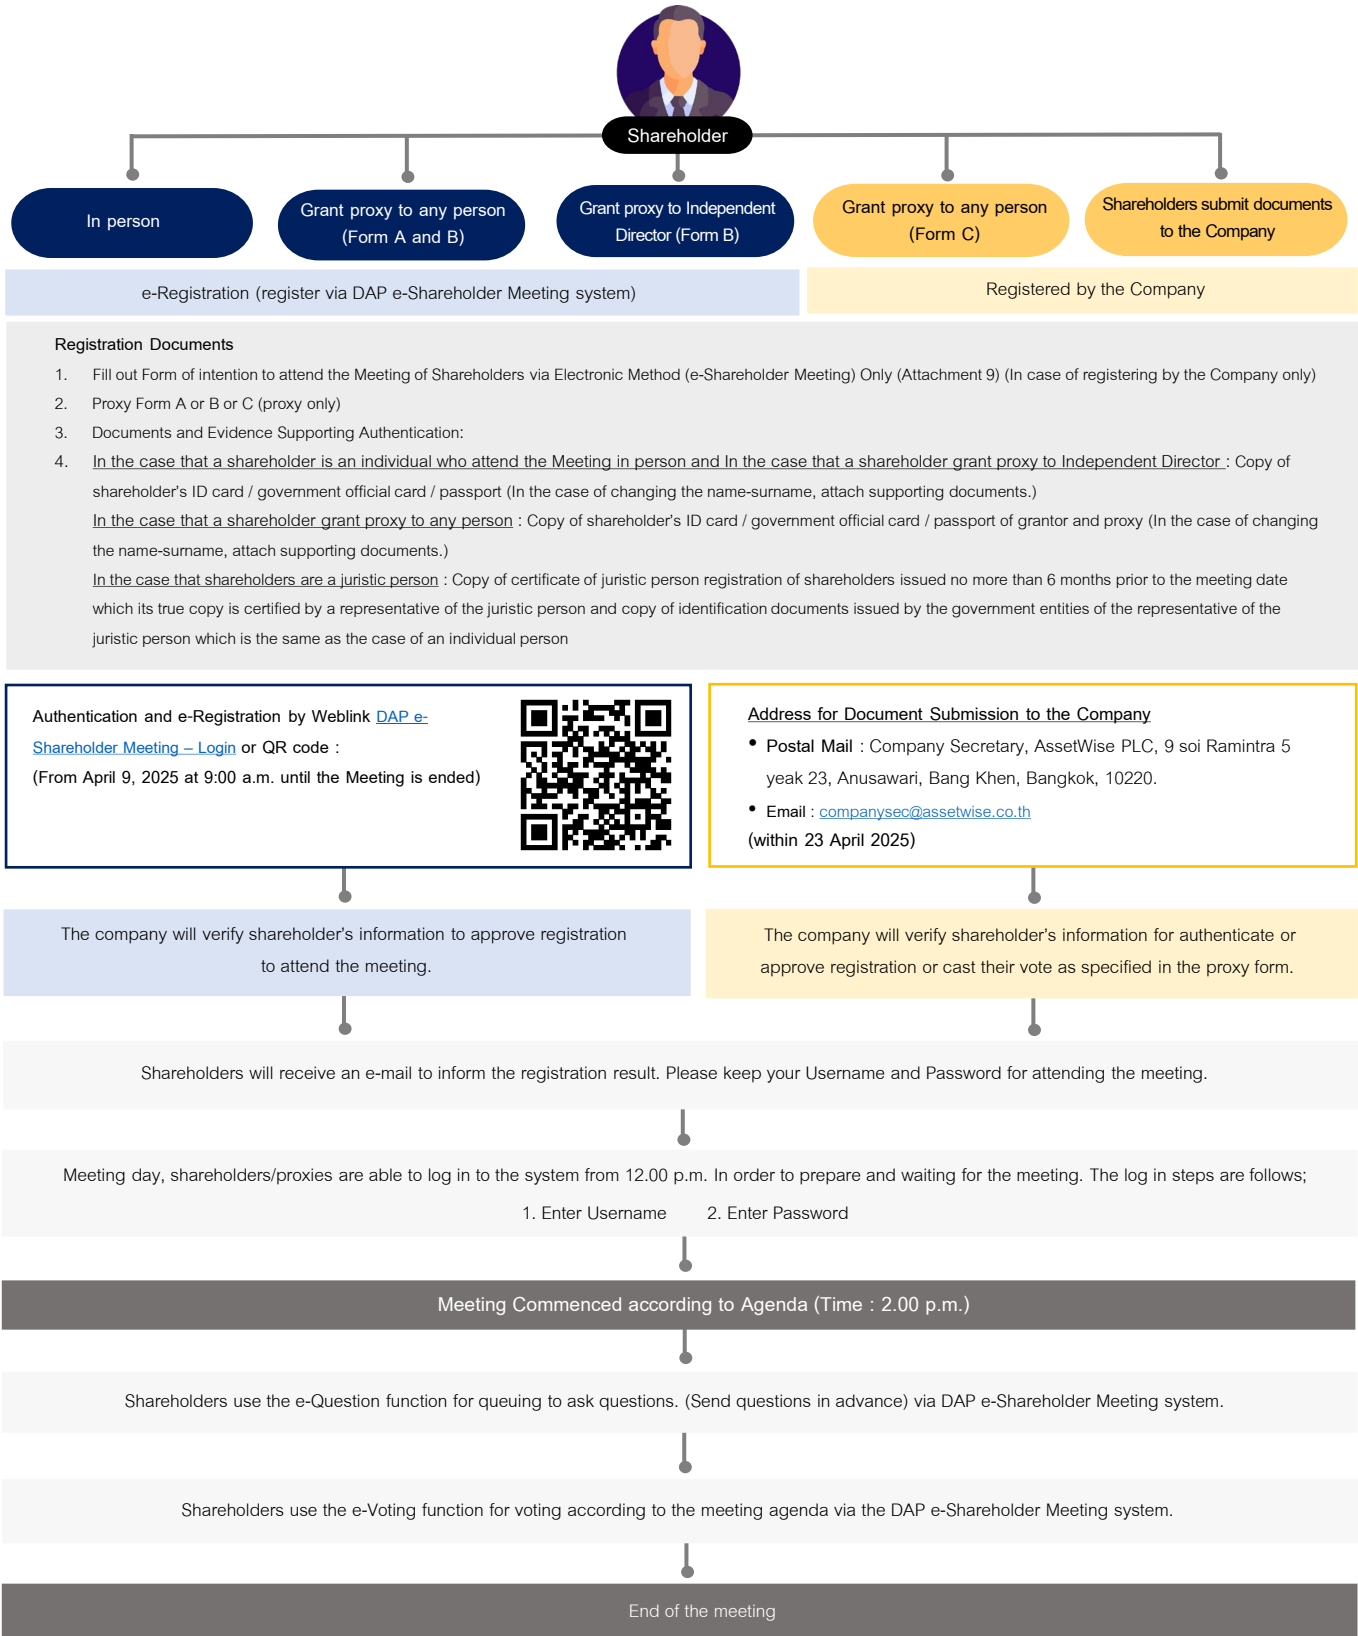 Shareholder
In person
Grant proxy to any person
(Form A and B)
Grant proxy to Independent
Director (Form B)
Grant proxy to any person
(Form C)
Shareholders submit documents
to the Company
e-Registration (register via DAP e-Shareholder Meeting system)
Registered by the Company
Registration Documents
1. Fill out Form of intention to attend the Meeting of Shareholders via Electronic Method (e-Shareholder Meeting) Only (Attachment 9) (In case of registering by the Company only)
2. Proxy Form A or B or C (proxy only)
3. Documents and Evidence Supporting Authentication:
4. In the case that a shareholder is an individual who attend the Meeting in person and In the case that a shareholder grant proxy to Independent Director : Copy of
shareholder's ID card / government official card / passport (In the case of changing the name-surname, attach supporting documents.)
In the case that a shareholder grant proxy to any person : Copy of shareholder's ID card / government official card / passport of grantor and proxy (In the case of changing
the name-surname, attach supporting documents.)
In the case that shareholders are a juristic person : Copy of certificate of juristic person registration of shareholders issued no more than 6 months prior to the meeting date
which its true copy is certified by a representative of the juristic person and copy of identification documents issued by the government entities of the representative of the
juristic person which is the same as the case of an individual person
Authentication and e-Registration by Weblink DAP e-
Shareholder Meeting – Login or QR code :
(From April 9, 2025 at 9:00 a.m. until the Meeting is ended)
Address for Document Submission to the Company
• Postal Mail : Company Secretary, AssetWise PLC, 9 soi Ramintra 5
yeak 23, Anusawari, Bang Khen, Bangkok, 10220.
• Email : companysec@assetwise.co.th
(within 23 April 2025)
The company will verify shareholder's information to approve registration
to attend the meeting.
The company will verify shareholder's information for authenticate or
approve registration or cast their vote as specified in the proxy form.
Shareholders will receive an e-mail to inform the registration result. Please keep your Username and Password for attending the meeting.
Meeting day, shareholders/proxies are able to log in to the system from 12.00 p.m. In order to prepare and waiting for the meeting. The log in steps are follows;
1. Enter Username 2. Enter Password
Meeting Commenced according to Agenda (Time : 2.00 p.m.)
Shareholders use the e-Question function for queuing to ask questions. (Send questions in advance) via DAP e-Shareholder Meeting system.
Shareholders use the e-Voting function for voting according to the meeting agenda via the DAP e-Shareholder Meeting system.
End of the meeting